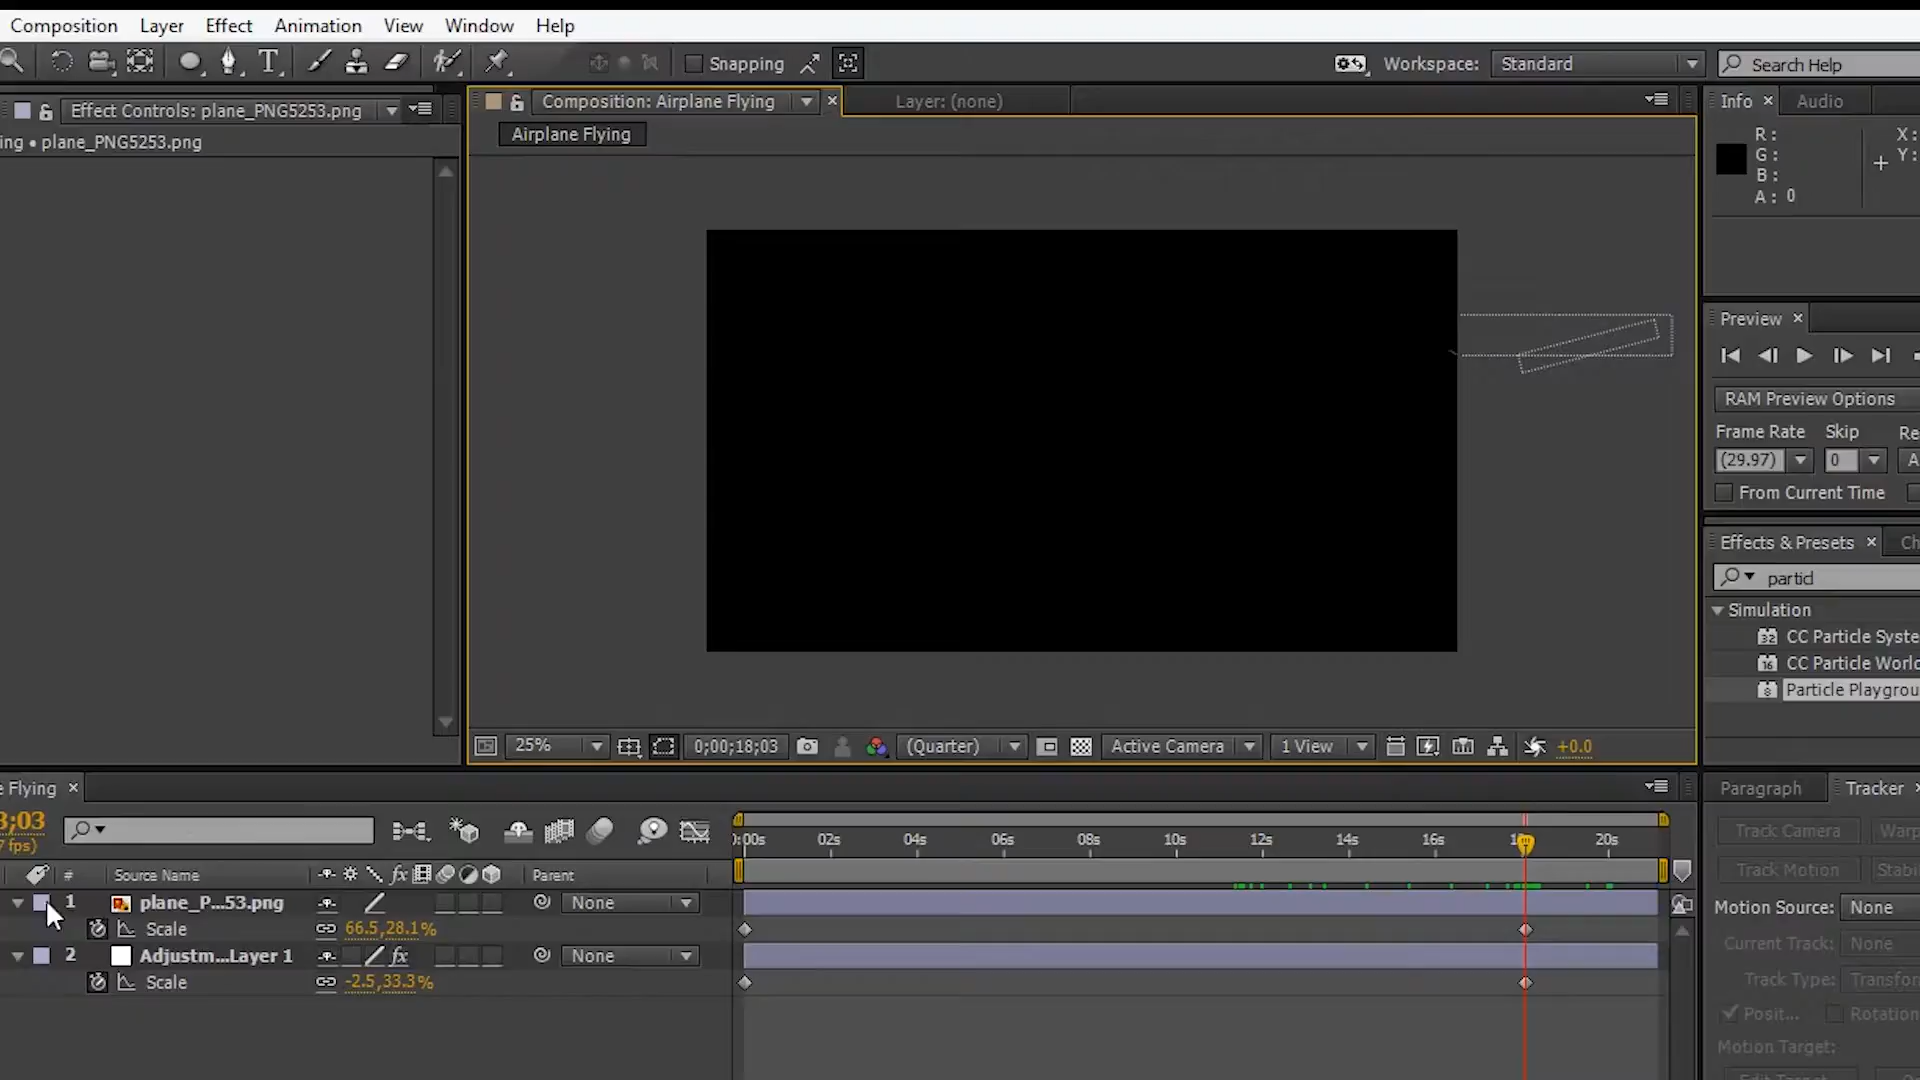 Composition Layer Effect Animation View Window Help
Snapping Workspace: Standard Search Help
Effect Controls: plane_PNG5253.png Composition: Airplane Flying Layer: (none) Info Audio
ing • plane_PNG5253.png Airplane Flying
R: X:
G: Y:
B:
A: 0
Preview
RAM Preview Options
Frame Rate Skip Re
(29.97) 0 A
From Current Time
Effects & Presets Ch
particl
Simulation
CC Particle Syste
CC Particle World
Particle Playgrou
25% 0;00;18;03 (Quarter) Active Camera 1 View +0.0
e Flying Paragraph Tracker
3;03
7 fps)
0:00s 02s 04s 06s 08s 10s 12s 14s 16s 20s
Track Camera Warp
Track Motion Stabi
# Source Name fx Parent
1 plane_P...53.png None
Motion Source: None
Scale 66.5,28.1%
Current Track: None
2 Adjustm...Layer 1 fx None
Track Type: Transfor
Scale -2.5,33.3%
Posit... Rotation
Motion Target: